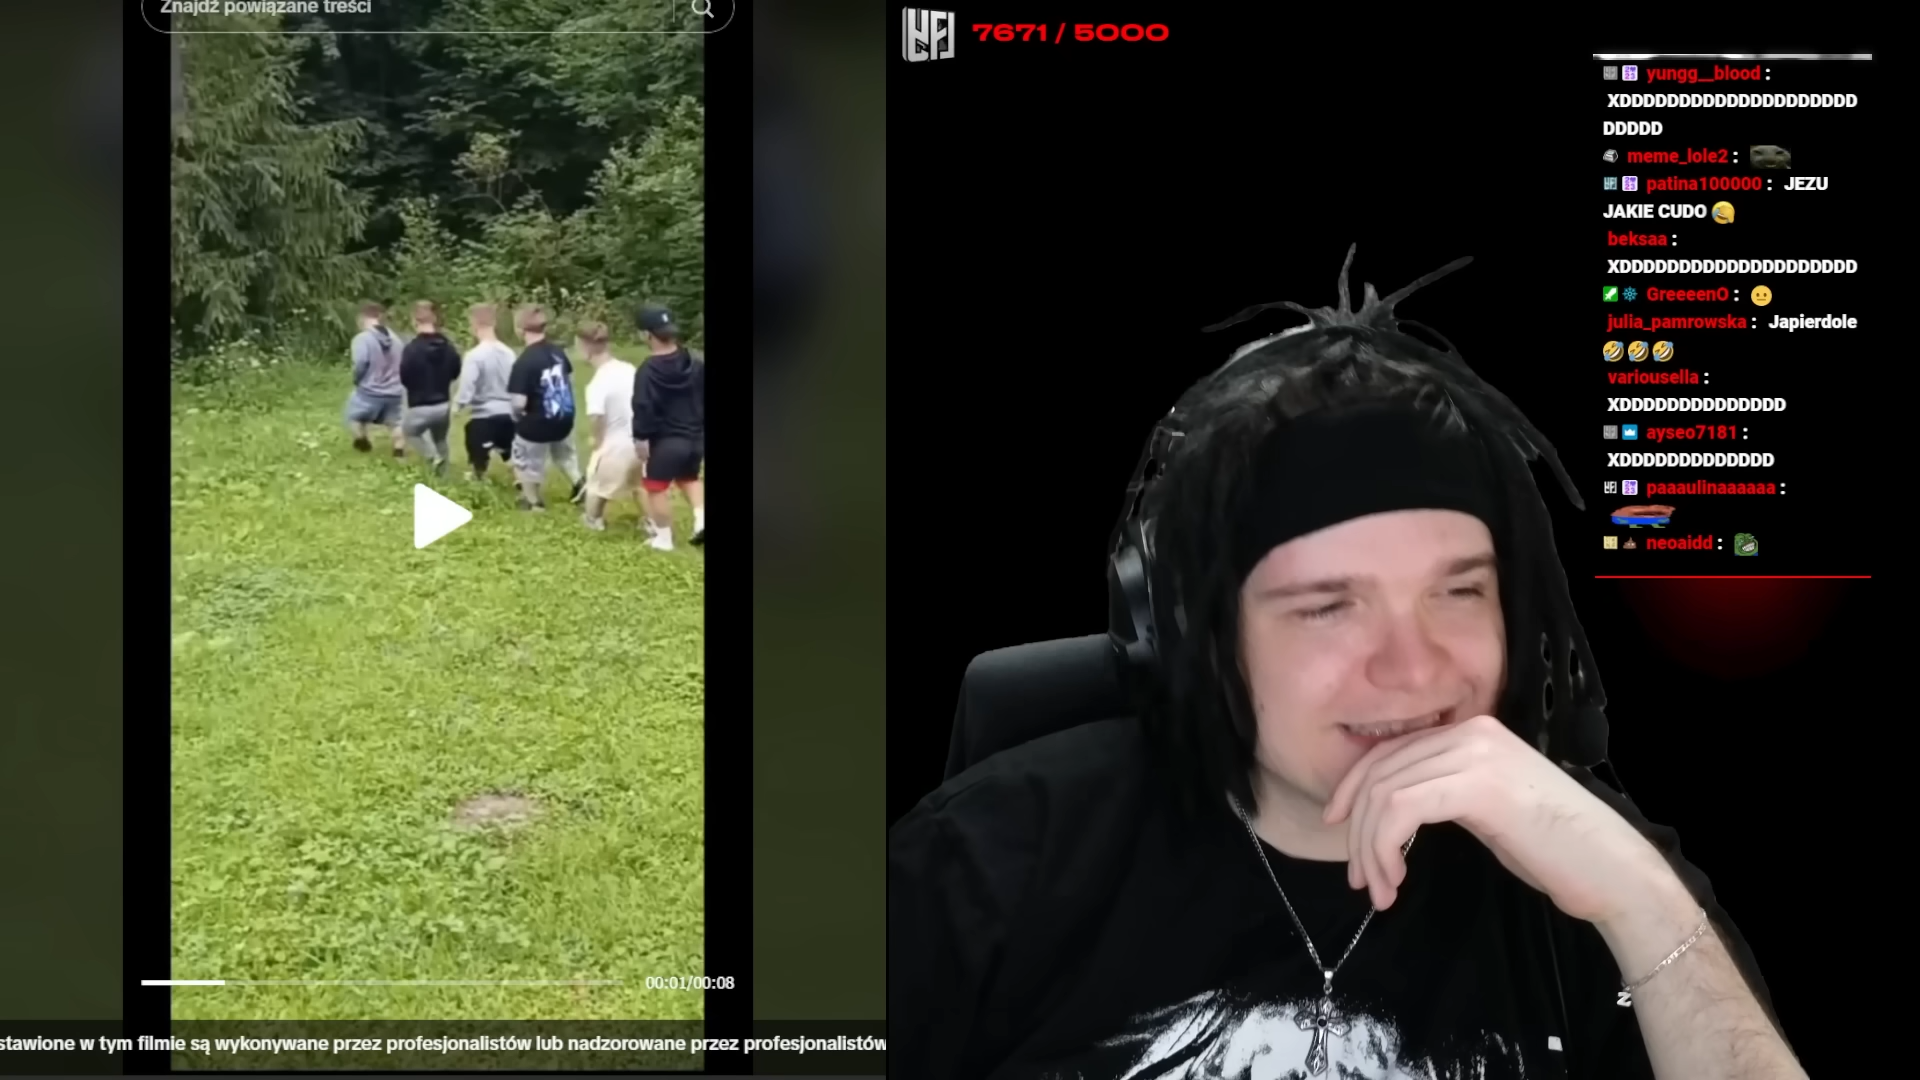 Znajdź powiązane treści
00:01/00:08
stawione w tym filmie są wykonywane przez profesjonalistów lub nadzorowane przez profesjonalistów
7671 / 5000
yungg__blood :
XDDDDDDDDDDDDDDDDDDDD
DDDDD
meme_lole2 :
patina100000 : JEZU
JAKIE CUDO
beksaa :
XDDDDDDDDDDDDDDDDDDDD
GreeeenO :
julia_pamrowska : Japierdole
variousella :
XDDDDDDDDDDDDDD
ayseo7181 :
XDDDDDDDDDDDDD
paaaulinaaaaaa :
neoaidd :